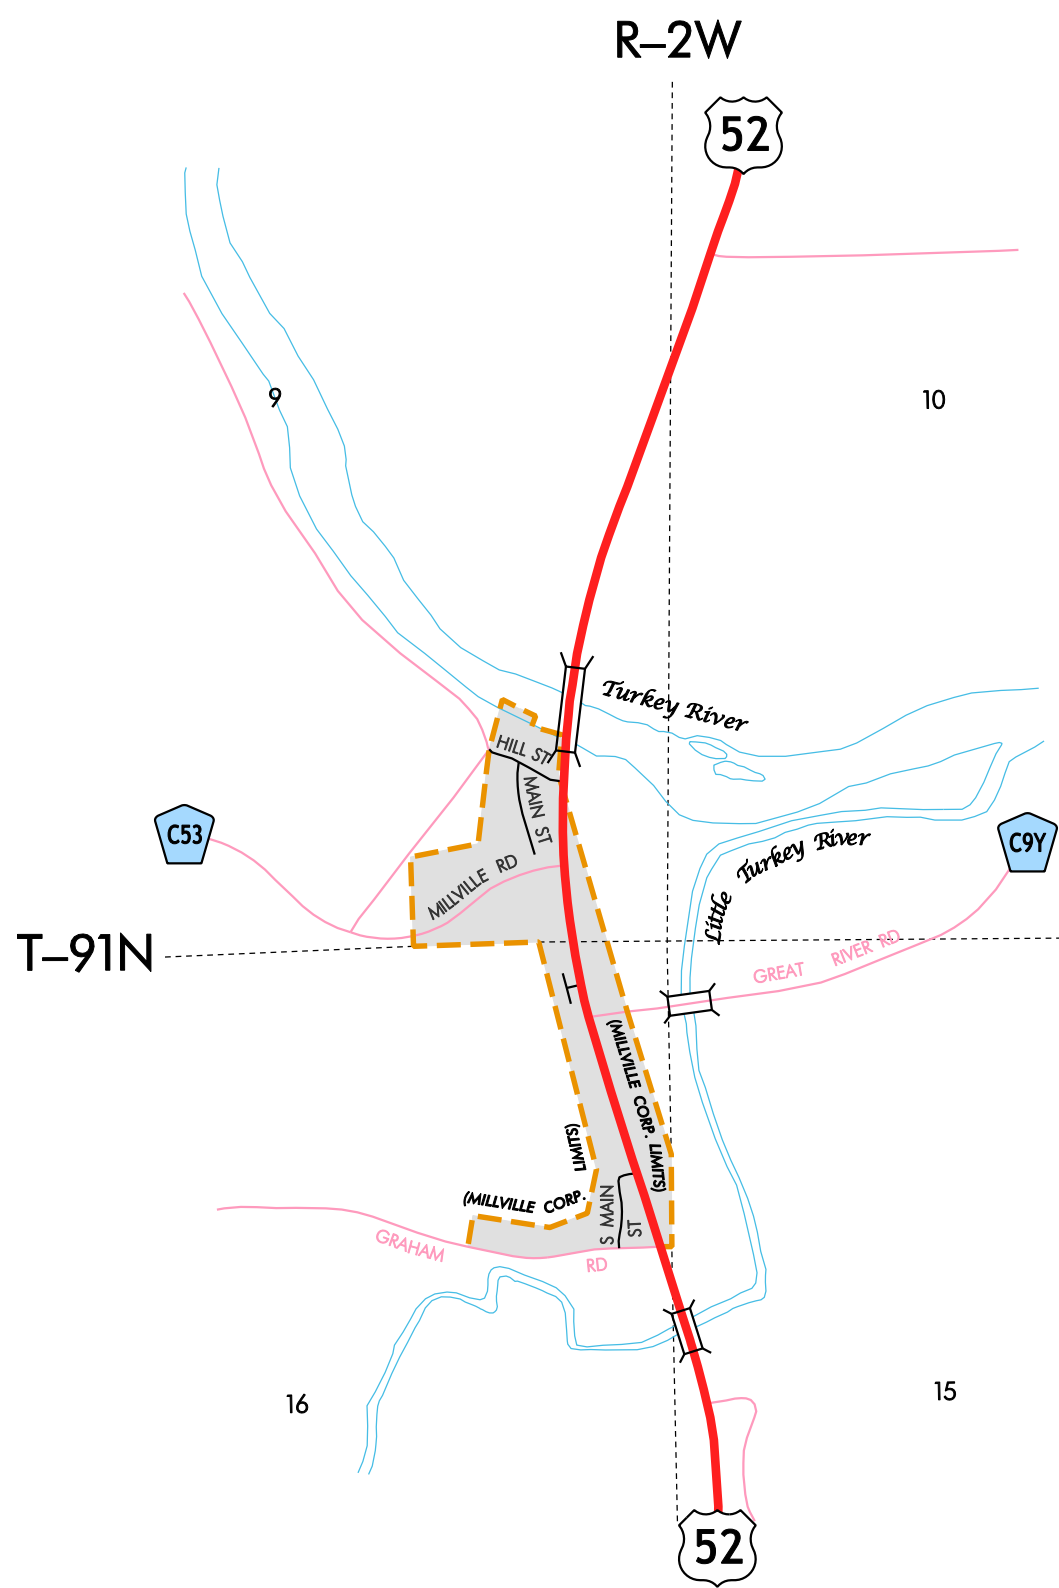 R–2W
52
9
10
Turkey River
HILL ST
MAIN ST
C53
C9Y
Little Turkey River
MILLVILLE RD
T–91N
GREAT RIVER RD
(MILLVILLE CORP. LIMITS)
(MILLVILLE CORP. LIMITS)
S MAIN ST
GRAHAM RD
16
15
52